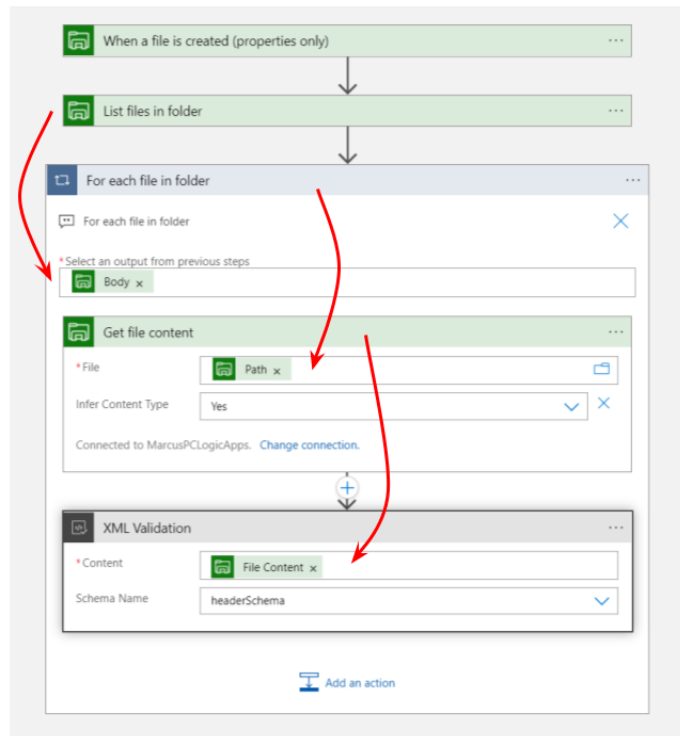 When a file is created (properties only)
List files in folder
For each file in folder
For each file in folder
*Select an output from previous steps
Body x
Get file content
*File
Path x
Infer Content Type
Yes
Connected to MarcusPCLogicApps. Change connection.
XML Validation
*Content
File Content x
Schema Name
headerSchema
Add an action